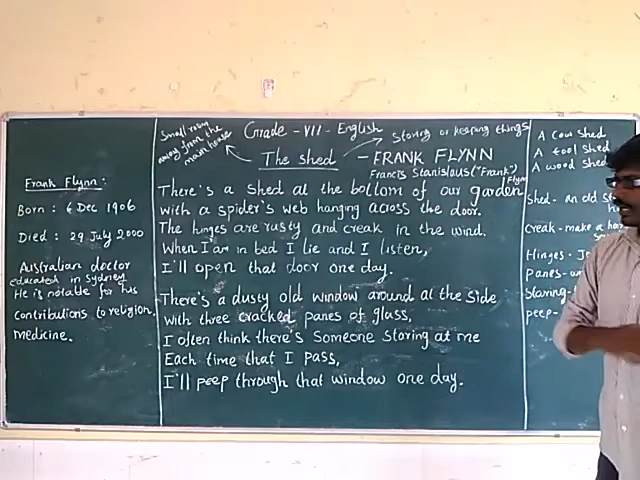 Grade - VII - English
Small room
away from the
main house
Storing or keeping things
The shed - FRANK FLYNN
Francis Stanislaus ("Frank")
Flynn
Frank Flynn :
Born : 6 Dec 1906
Died : 29 July 2000
Australian doctor
educated in Sydney
He is notable for his
contributions to religion,
medicine.
There's a shed at the bottom of our garden
with a spider's web hanging across the door.
The hinges are rusty and creak in the wind.
When I am in bed I lie and I listen,
I'll open that door one day.
There's a dusty old window around at the side
with three cracked panes of glass,
I often think there's someone staring at me
Each time that I pass,
I'll peep through that window one day.
A cow shed
A tool shed
A wood shed
Shed - an old
Creak - make a
Hinges -
Panes -
Staring -
peep -